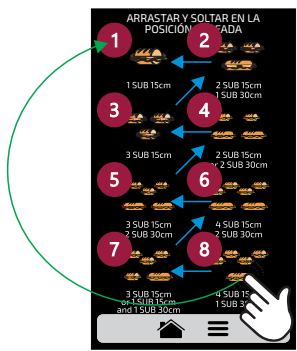 ARRASTRAR Y SOLTAR EN LA
POSICIÓN
1 2
1 SUB 15cm
2 SUB 15cm
1 SUB 30cm
3 4
3 SUB 15cm
2 SUB 15cm
or 2 SUB 30cm
5 6
3 SUB 15cm
2 SUB 30cm
4 SUB 15cm
2 SUB 30cm
7 8
3 SUB 15cm
or 1 SUB 15cm
and 1 SUB 30cm
4 SUB
1 SUB